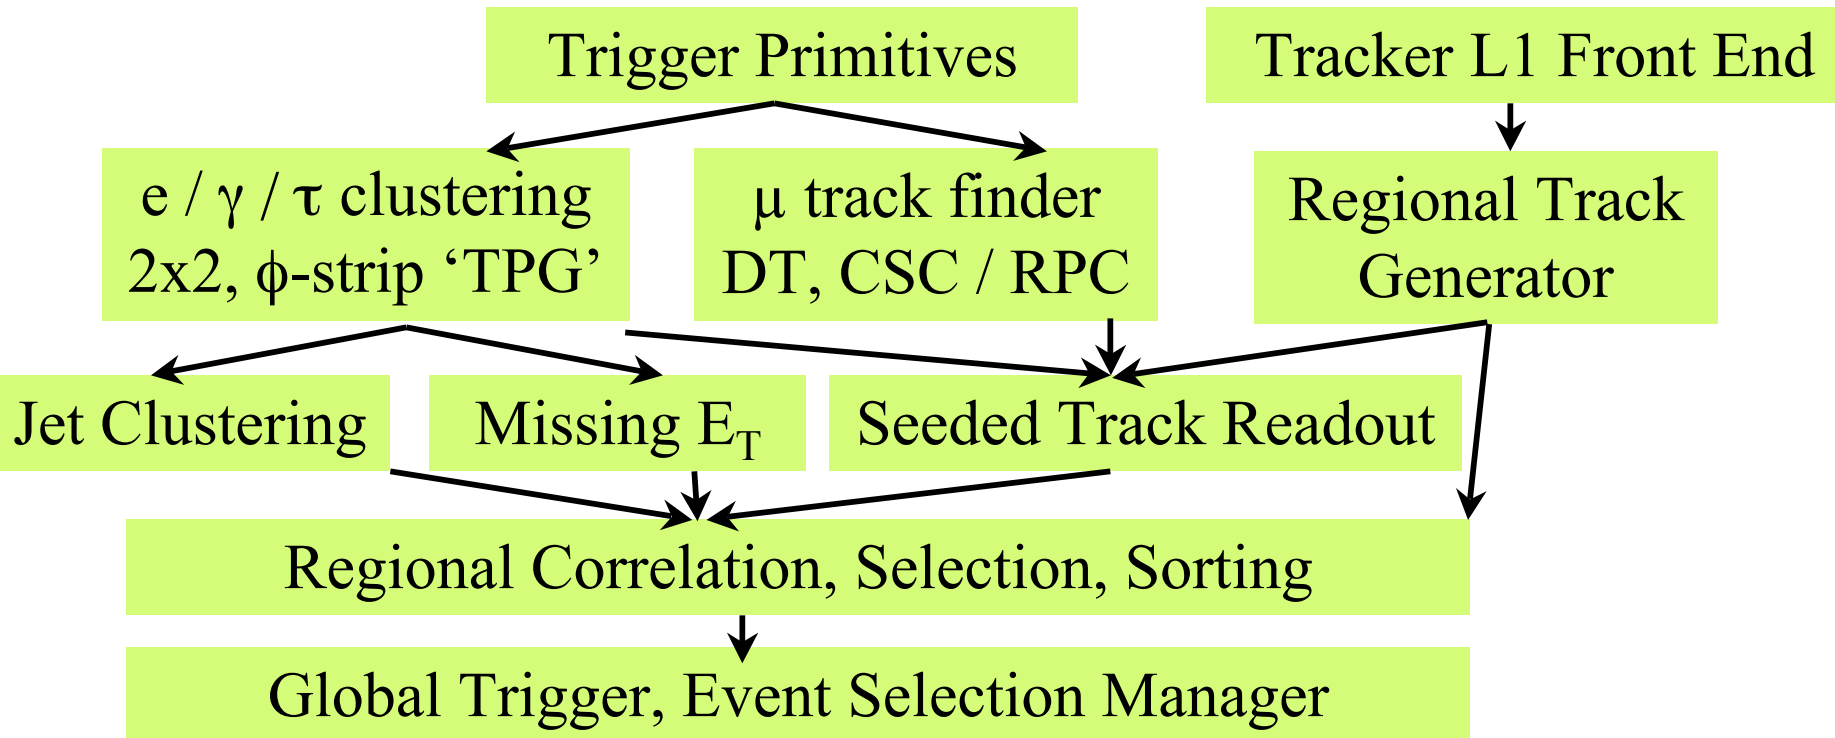 Trigger Primitives
Tracker L1 Front End
e / γ / τ clustering
2x2, ϕ-strip ‘TPG’
μ track finder
DT, CSC / RPC
Regional Track
Generator
Jet Clustering
Missing E_T
Seeded Track Readout
Regional Correlation, Selection, Sorting
Global Trigger, Event Selection Manager